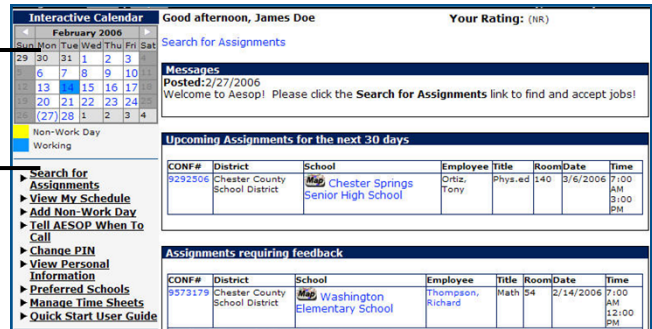 Interactive Calendar
February 2006
Sun Mon Tue Wed Thu Fri Sat
29 30 31 1 2 3 4
5 6 7 8 9 10 11
12 13 14 15 16 17 18
19 20 21 22 23 24 25
26 (27) 28 1 2 3 4
Non-Work Day
Working
Search for
Assignments
View My Schedule
Add Non-Work Day
Tell AESOP When To
Call
Change PIN
View Personal
Information
Preferred Schools
Manage Time Sheets
Quick Start User Guide
Good afternoon, James Doe
Your Rating: (NR)
Search for Assignments
Messages
Posted:2/27/2006
Welcome to Aesop! Please click the Search for Assignments link to find and accept jobs!
Upcoming Assignments for the next 30 days
CONF# District School Employee Title Room Date Time
9292506 Chester County Map Chester Springs Ortiz, Phys.ed 140 3/6/2006 7:00
School District Senior High School Tony AM
3:00
PM
Assignments requiring feedback
CONF# District School Employee Title Room Date Time
9573179 Chester County Map Washington Thompson, Math 54 2/14/2006 7:00
School District Elementary School Richard AM
12:00
PM